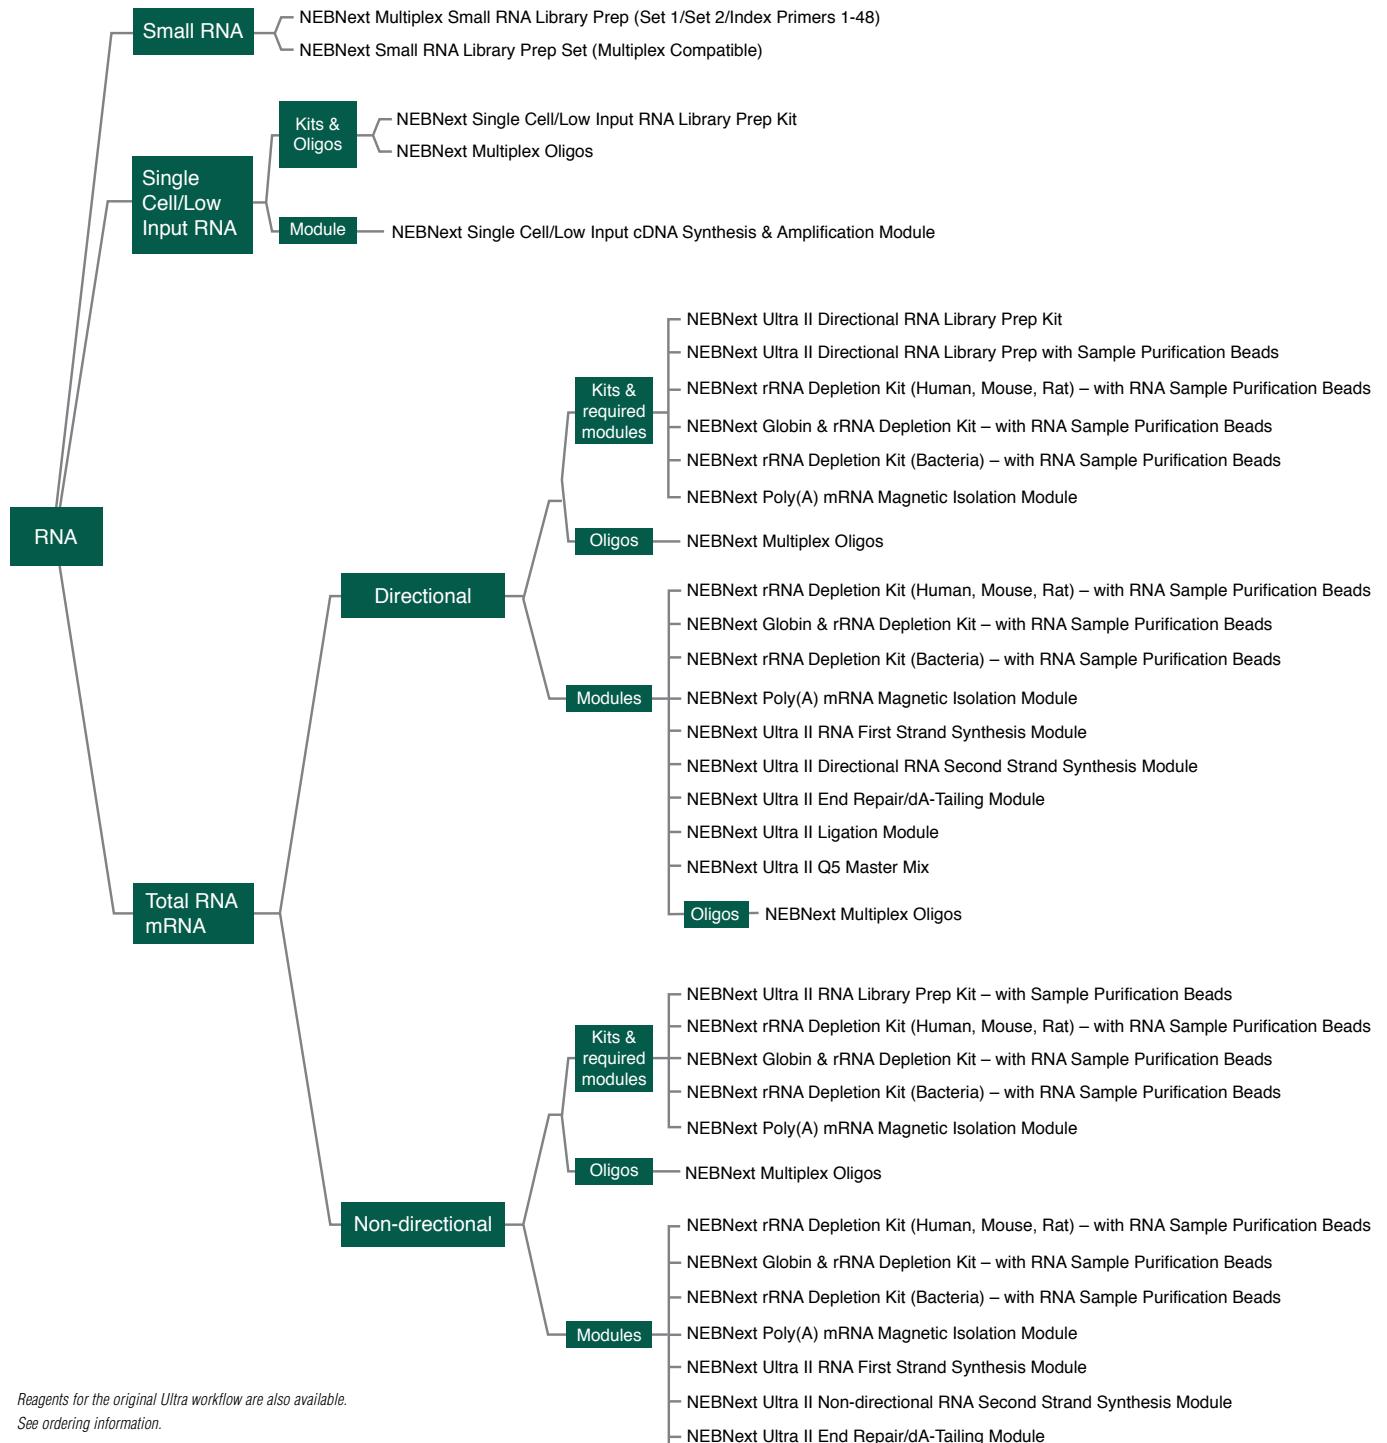 Small RNA
NEBNext Multiplex Small RNA Library Prep (Set 1/Set 2/Index Primers 1-48)
NEBNext Small RNA Library Prep Set (Multiplex Compatible)
Single
Cell/Low
Input RNA
Kits &
Oligos
NEBNext Single Cell/Low Input RNA Library Prep Kit
NEBNext Multiplex Oligos
Module
NEBNext Single Cell/Low Input cDNA Synthesis & Amplification Module
RNA
Total RNA
mRNA
Directional
Kits &
required
modules
NEBNext Ultra II Directional RNA Library Prep Kit
NEBNext Ultra II Directional RNA Library Prep with Sample Purification Beads
NEBNext rRNA Depletion Kit (Human, Mouse, Rat) – with RNA Sample Purification Beads
NEBNext Globin & rRNA Depletion Kit – with RNA Sample Purification Beads
NEBNext rRNA Depletion Kit (Bacteria) – with RNA Sample Purification Beads
NEBNext Poly(A) mRNA Magnetic Isolation Module
Oligos
NEBNext Multiplex Oligos
Modules
NEBNext rRNA Depletion Kit (Human, Mouse, Rat) – with RNA Sample Purification Beads
NEBNext Globin & rRNA Depletion Kit – with RNA Sample Purification Beads
NEBNext rRNA Depletion Kit (Bacteria) – with RNA Sample Purification Beads
NEBNext Poly(A) mRNA Magnetic Isolation Module
NEBNext Ultra II RNA First Strand Synthesis Module
NEBNext Ultra II Directional RNA Second Strand Synthesis Module
NEBNext Ultra II End Repair/dA-Tailing Module
NEBNext Ultra II Ligation Module
NEBNext Ultra II Q5 Master Mix
Oligos
NEBNext Multiplex Oligos
Non-directional
Kits &
required
modules
NEBNext Ultra II RNA Library Prep Kit – with Sample Purification Beads
NEBNext rRNA Depletion Kit (Human, Mouse, Rat) – with RNA Sample Purification Beads
NEBNext Globin & rRNA Depletion Kit – with RNA Sample Purification Beads
NEBNext rRNA Depletion Kit (Bacteria) – with RNA Sample Purification Beads
NEBNext Poly(A) mRNA Magnetic Isolation Module
Oligos
NEBNext Multiplex Oligos
Modules
NEBNext rRNA Depletion Kit (Human, Mouse, Rat) – with RNA Sample Purification Beads
NEBNext Globin & rRNA Depletion Kit – with RNA Sample Purification Beads
NEBNext rRNA Depletion Kit (Bacteria) – with RNA Sample Purification Beads
NEBNext Poly(A) mRNA Magnetic Isolation Module
NEBNext Ultra II RNA First Strand Synthesis Module
NEBNext Ultra II Non-directional RNA Second Strand Synthesis Module
NEBNext Ultra II End Repair/dA-Tailing Module
Reagents for the original Ultra workflow are also available.
See ordering information.